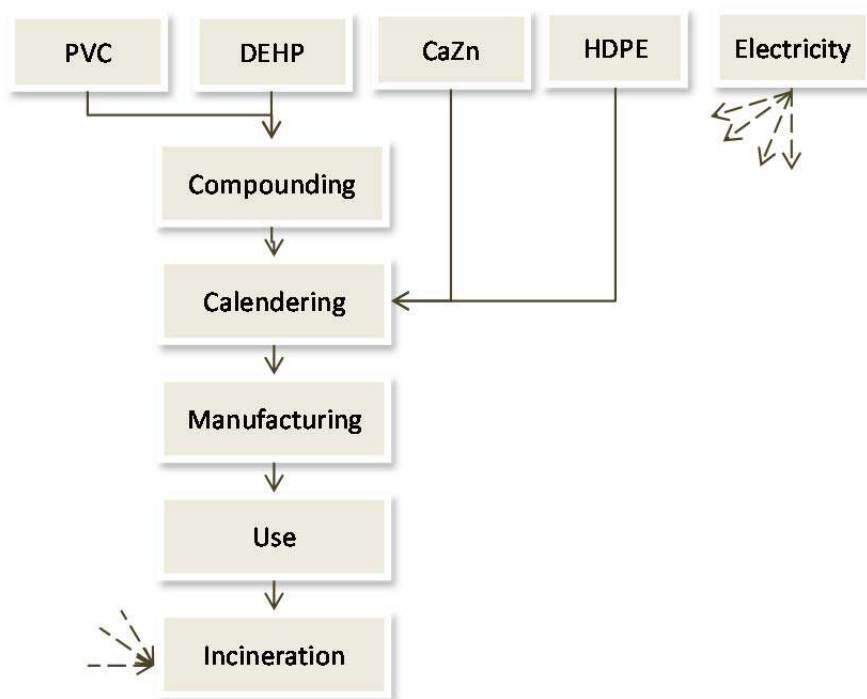 PVC
DEHP
CaZn
HDPE
Electricity
Compounding
Calendering
Manufacturing
Use
Incineration